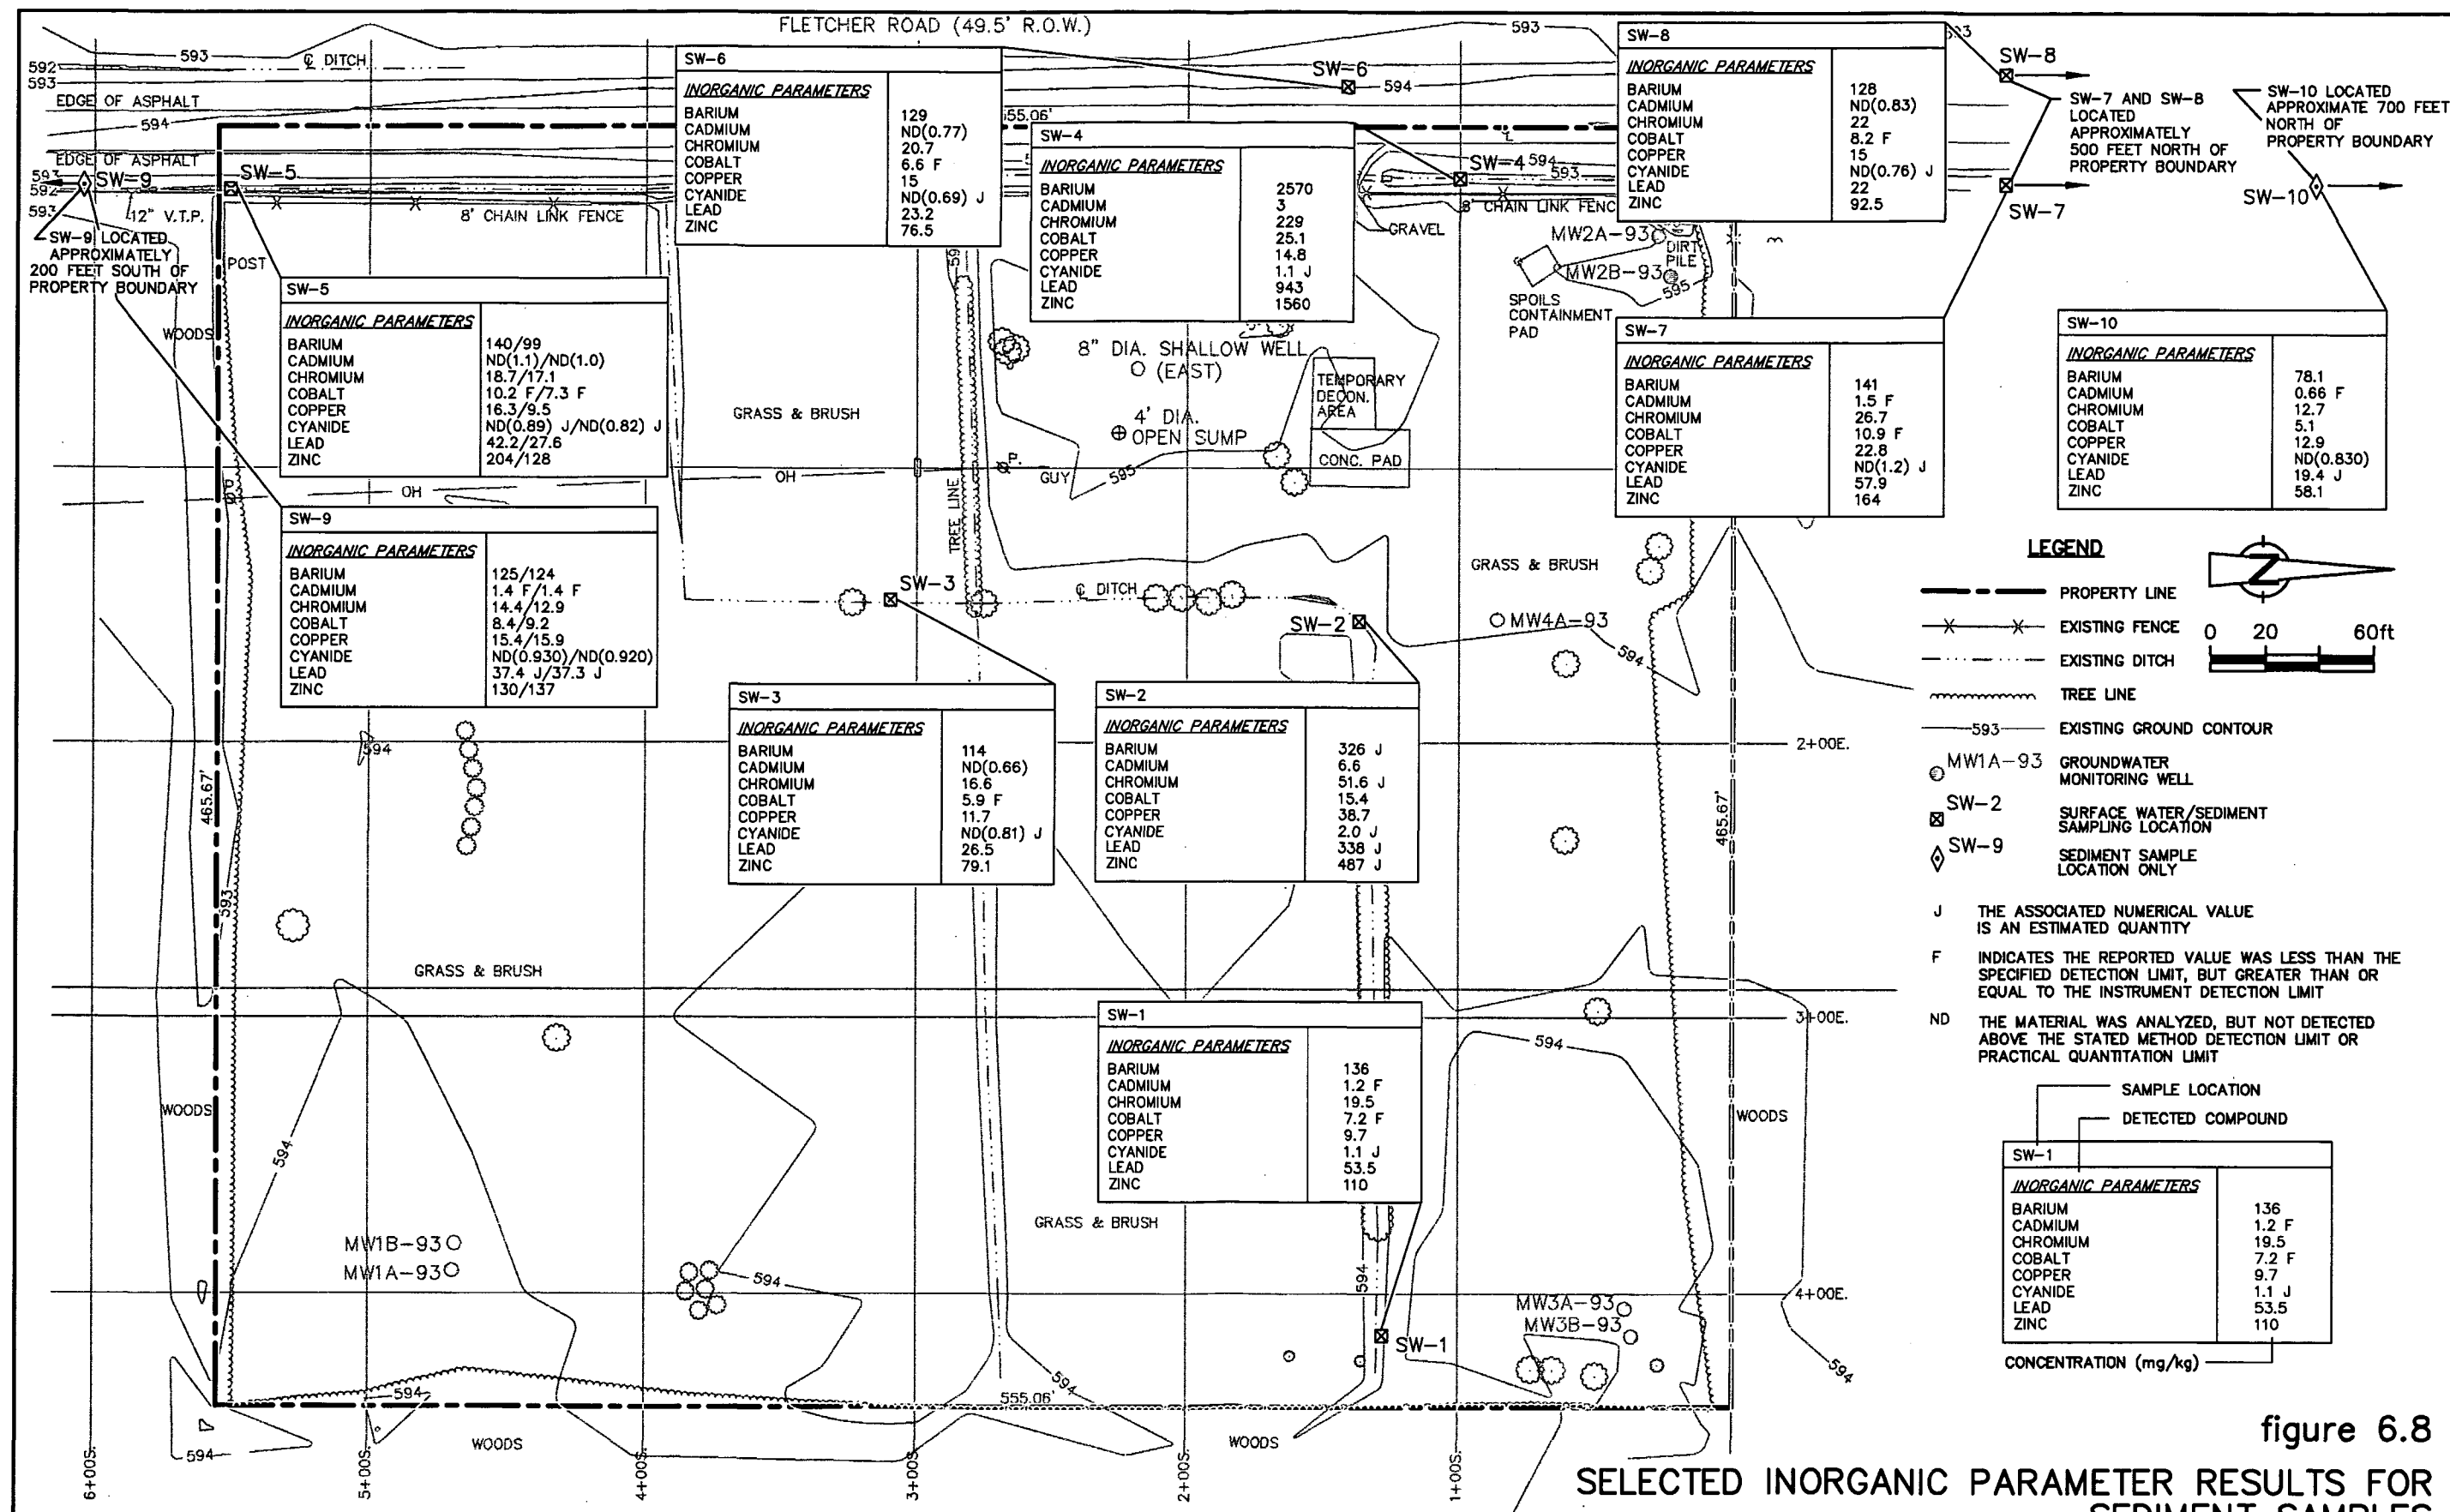 FLETCHER ROAD (49.5' R.O.W.)
593
℄ DITCH
592
593
EDGE OF ASPHALT
594
EDGE OF ASPHALT
593
592
593
SW-9
SW-5
12" V.T.P.
8' CHAIN LINK FENCE
SW-9 LOCATED
APPROXIMATELY
200 FEET SOUTH OF
PROPERTY BOUNDARY
POST
WOODS
SW-6
INORGANIC PARAMETERS
BARIUM 129
CADMIUM ND(0.77)
CHROMIUM 20.7
COBALT 6.6 F
COPPER 15
CYANIDE ND(0.69) J
LEAD 23.2
ZINC 76.5
SW-6
594
593
SW-4
INORGANIC PARAMETERS
BARIUM 2570
CADMIUM 3
CHROMIUM 229
COBALT 25.1
COPPER 14.8
CYANIDE 1.1 J
LEAD 943
ZINC 1560
SW-4
594
593
8' CHAIN LINK FENC
GRAVEL
SW-8
INORGANIC PARAMETERS
BARIUM 128
CADMIUM ND(0.83)
CHROMIUM 22
COBALT 8.2 F
COPPER 15
CYANIDE ND(0.76) J
LEAD 22
ZINC 92.5
SW-8
SW-7 AND SW-8
LOCATED
APPROXIMATELY
500 FEET NORTH OF
PROPERTY BOUNDARY
SW-7
SW-10 LOCATED
APPROXIMATE 700 FEET
NORTH OF
PROPERTY BOUNDARY
SW-10
MW2A-93
DIRT
PILE
MW2B-93
595
SPOILS
CONTAINMENT
PAD
SW-5
INORGANIC PARAMETERS
BARIUM 140/99
CADMIUM ND(1.1)/ND(1.0)
CHROMIUM 18.7/17.1
COBALT 10.2 F/7.3 F
COPPER 16.3/9.5
CYANIDE ND(0.89) J/ND(0.82) J
LEAD 42.2/27.6
ZINC 204/128
8" DIA. SHALLOW WELL
(EAST)
TEMPORARY
DECON.
AREA
4' DIA.
OPEN SUMP
CONC. PAD
GRASS & BRUSH
P.
GUY
595
OH
OH
P.
TREE LINE
SW-7
INORGANIC PARAMETERS
BARIUM 141
CADMIUM 1.5 F
CHROMIUM 26.7
COBALT 10.9 F
COPPER 22.8
CYANIDE ND(1.2) J
LEAD 57.9
ZINC 164
SW-10
INORGANIC PARAMETERS
BARIUM 78.1
CADMIUM 0.66 F
CHROMIUM 12.7
COBALT 5.1
COPPER 12.9
CYANIDE ND(0.830)
LEAD 19.4 J
ZINC 58.1
SW-9
INORGANIC PARAMETERS
BARIUM 125/124
CADMIUM 1.4 F/1.4 F
CHROMIUM 14.4/12.9
COBALT 8.4/9.2
COPPER 15.4/15.9
CYANIDE ND(0.930)/ND(0.920)
LEAD 37.4 J/37.3 J
ZINC 130/137
SW-3
℄ DITCH
SW-2
GRASS & BRUSH
MW4A-93
594
SW-3
INORGANIC PARAMETERS
BARIUM 114
CADMIUM ND(0.66)
CHROMIUM 16.6
COBALT 5.9 F
COPPER 11.7
CYANIDE ND(0.81) J
LEAD 26.5
ZINC 79.1
SW-2
INORGANIC PARAMETERS
BARIUM 326 J
CADMIUM 6.6
CHROMIUM 51.6 J
COBALT 15.4
COPPER 38.7
CYANIDE 2.0 J
LEAD 338 J
ZINC 487 J
2+00E.
594
465.67'
465.67'
593
GRASS & BRUSH
SW-1
INORGANIC PARAMETERS
BARIUM 136
CADMIUM 1.2 F
CHROMIUM 19.5
COBALT 7.2 F
COPPER 9.7
CYANIDE 1.1 J
LEAD 53.5
ZINC 110
3+00E.
594
WOODS
WOODS
594
GRASS & BRUSH
MW1B-93
MW1A-93
594
594
4+00E.
MW3A-93
MW3B-93
SW-1
594
594
594
555.06'
594
WOODS
WOODS
6+00S.
5+00S.
4+00S.
3+00S.
2+00S.
1+00S.
LEGEND
N
PROPERTY LINE
EXISTING FENCE
0 20 60ft
EXISTING DITCH
TREE LINE
593 EXISTING GROUND CONTOUR
MW1A-93 GROUNDWATER
MONITORING WELL
SW-2 SURFACE WATER/SEDIMENT
SAMPLING LOCATION
SW-9 SEDIMENT SAMPLE
LOCATION ONLY
J THE ASSOCIATED NUMERICAL VALUE
IS AN ESTIMATED QUANTITY
F INDICATES THE REPORTED VALUE WAS LESS THAN THE
SPECIFIED DETECTION LIMIT, BUT GREATER THAN OR
EQUAL TO THE INSTRUMENT DETECTION LIMIT
ND THE MATERIAL WAS ANALYZED, BUT NOT DETECTED
ABOVE THE STATED METHOD DETECTION LIMIT OR
PRACTICAL QUANTITATION LIMIT
SAMPLE LOCATION
DETECTED COMPOUND
SW-1
INORGANIC PARAMETERS
BARIUM 136
CADMIUM 1.2 F
CHROMIUM 19.5
COBALT 7.2 F
COPPER 9.7
CYANIDE 1.1 J
LEAD 53.5
ZINC 110
CONCENTRATION (mg/kg)
figure 6.8
SELECTED INORGANIC PARAMETER RESULTS FOR
SEDIMENT SAMPLES